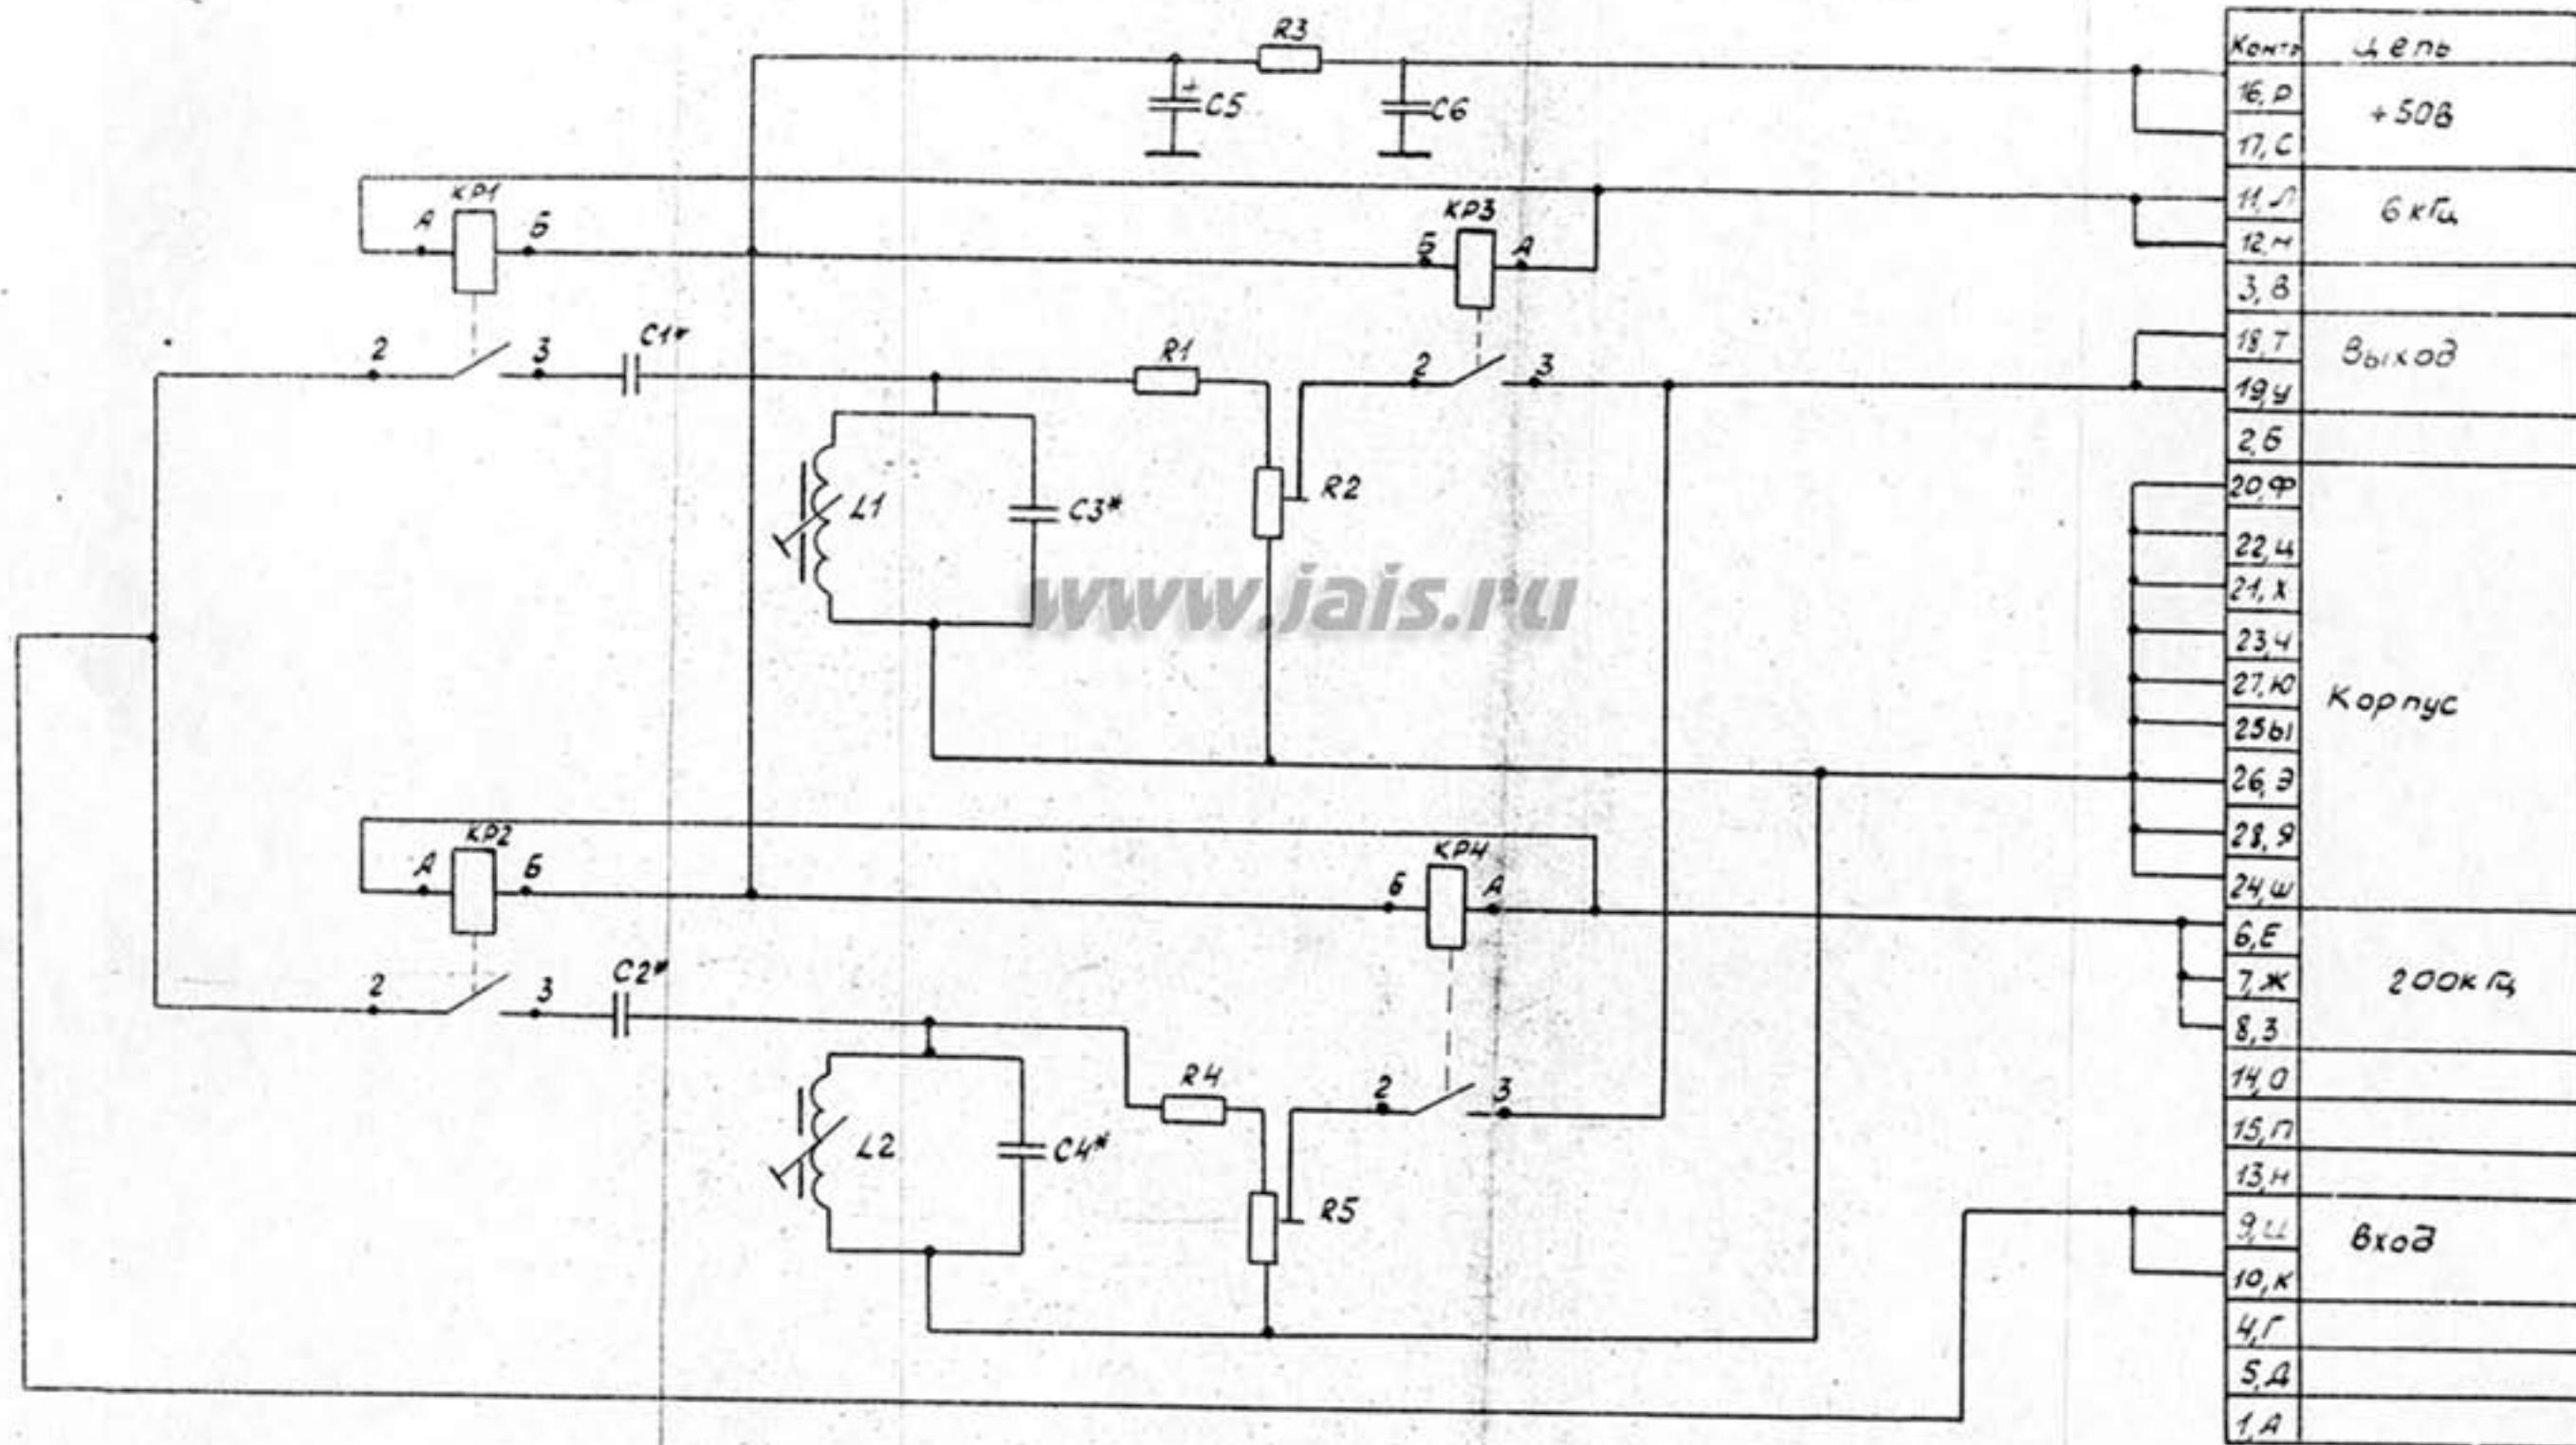 R3
Конт
Цепь
C5
C6
16,Р
+50В
17,С
КР1
А
Б
КР3
Б
А
11,Л
6кГц
12,М
3,В
2
3
C1*
R1
2
3
18,Т
Выход
19,У
2,Б
L1
C3*
R2
20,Ф
22,Ц
21,Х
23,Ч
27,Ю
25Ы
26,Э
28,Я
24,Ш
Корпус
www.jais.ru
КР2
А
Б
КР4
Б
А
6,Е
7,Ж
200кГц
8,З
2
3
C2*
R4
2
3
14,О
15,П
13,Н
L2
C4*
R5
9,И
Вход
10,К
4,Г
5,Д
1,А